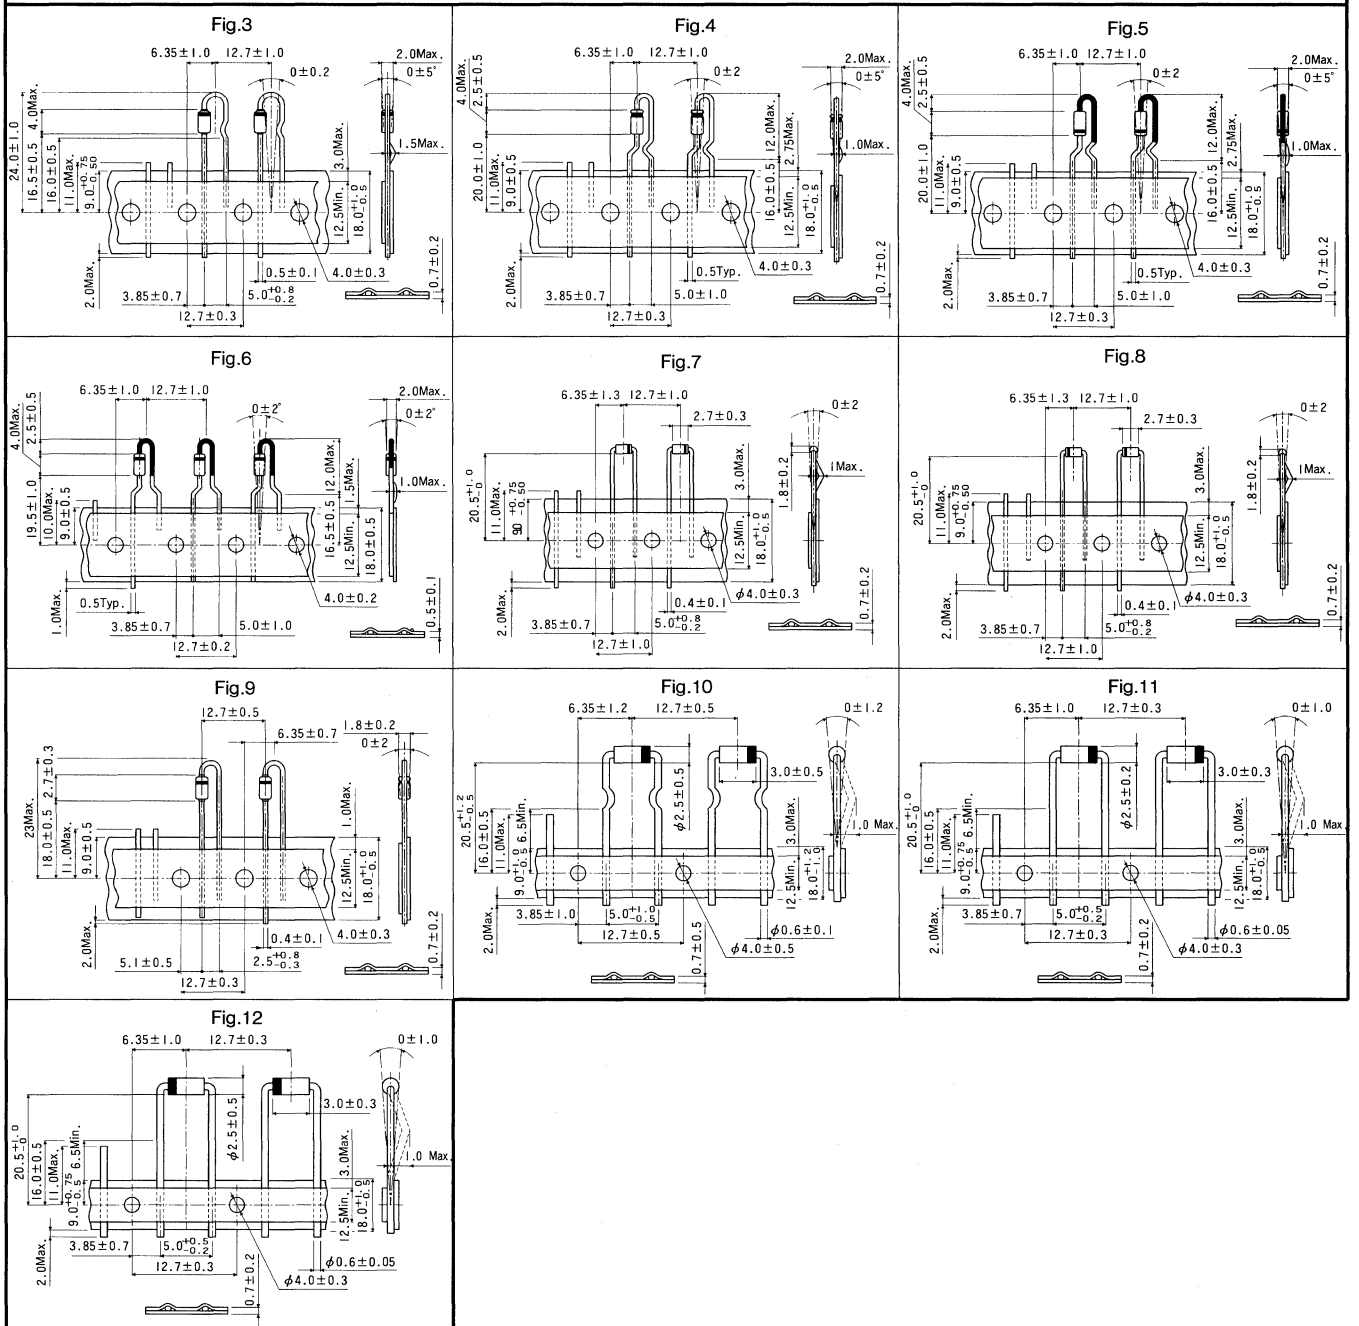 Fig.3
6.35±1.0 12.7±1.0
2.0Max.
0±0.2
0±5°
24.0±1.0
16.5±0.5
4.0Max.
16.0±0.5
11.0Max.
9.0+0.75-0.50
3.0Max.
1.5Max.
12.5Min.
18.0+1.0-0.5
2.0Max.
0.5±0.1
4.0±0.3
0.7±0.2
3.85±0.7
5.0+0.8-0.2
12.7±0.3
Fig.4
6.35±1.0 12.7±1.0
2.0Max.
0±2
0±5°
4.0Max.
2.5±0.5
20.0±1.0
11.0Max.
9.0±0.5
12.0Max.
2.75Max.
1.0Max.
16.0±0.5
12.5Min.
18.0+1.0-0.5
2.0Max.
0.5Typ.
4.0±0.3
0.7±0.2
3.85±0.7
5.0±1.0
12.7±0.3
Fig.5
6.35±1.0 12.7±1.0
2.0Max.
0±2
0±5°
4.0Max.
2.5±0.5
20.0±1.0
11.0Max.
9.0±0.5
12.0Max.
2.75Max.
1.0Max.
16.0±0.5
12.5Min.
18.0+1.0-0.5
2.0Max.
0.5Typ.
4.0±0.3
0.7±0.2
3.85±0.7
5.0±1.0
12.7±0.3
Fig.6
6.35±1.0 12.7±1.0
2.0Max.
0±2°
0±2°
4.0Max.
2.5±0.5
19.5±1.0
10.0Max.
9.0±0.5
12.0Max.
1.5Max.
1.0Max.
16.5±0.5
12.5Min.
18.0±0.5
1.0Max.
0.5Typ.
4.0±0.2
0.5±0.1
3.85±0.7
5.0±1.0
12.7±0.2
Fig.7
6.35±1.3 12.7±1.0
0±2
2.7±0.3
20.5+1.0-0
11.0Max.
9.0+0.75-0.50
3.0Max.
1.8±0.2
1Max.
12.5Min.
18.0+1.0-0.5
2.0Max.
0.4±0.1
φ4.0±0.3
0.7±0.2
3.85±0.7
5.0+0.8-0.2
12.7±1.0
Fig.8
6.35±1.3 12.7±1.0
0±2
2.7±0.3
20.5+1.0-0
11.0Max.
9.0+0.75-0.50
3.0Max.
1.8±0.2
1Max.
12.5Min.
18.0+1.0-0.5
2.0Max.
0.4±0.1
φ4.0±0.3
0.7±0.2
3.85±0.7
5.0+0.8-0.2
12.7±1.0
Fig.9
12.7±0.5
6.35±0.7
1.8±0.2
0±2
23Max.
2.7±0.3
18.0±0.5
11.0Max.
9.0±0.5
1.0Max.
12.5Min.
18.0+1.0-0.5
2.0Max.
0.4±0.1
4.0±0.3
0.7±0.2
5.1±0.5
2.5+0.8-0.3
12.7±0.3
Fig.10
6.35±1.2 12.7±0.5
0±1.2
3.0±0.5
φ2.5±0.5
20.5+1.2-0.5
16.0±0.5
11.0Max.
6.5Min.
9.0+1.0-0.5
3.0Max.
1.0 Max.
12.5Min.
18.0+1.2-1.0
2.0Max.
3.85±1.0
5.0+1.0-0.5
φ0.6±0.1
12.7±0.5
φ4.0±0.5
0.7±0.5
Fig.11
6.35±1.0 12.7±0.3
0±1.0
3.0±0.3
φ2.5±0.2
20.5+1.0-0
16.0±0.5
11.0Max.
6.5Min.
9.0+0.75-0.5
3.0Max.
1.0 Max.
12.5Min.
18.0+1.0-0.5
2.0Max.
3.85±0.7
5.0+0.5-0.2
φ0.6±0.05
12.7±0.3
φ4.0±0.3
0.7±0.2
Fig.12
6.35±1.0 12.7±0.3
0±1.0
3.0±0.3
φ2.5±0.5
20.5+1.0-0
16.0±0.5
11.0Max.
6.5Min.
9.0+0.75-0.5
3.0Max.
1.0 Max.
12.5Min.
18.0+1.0-0.5
2.0Max.
3.85±0.7
5.0+0.5-0.2
φ0.6±0.05
12.7±0.3
φ4.0±0.3
0.7±0.2